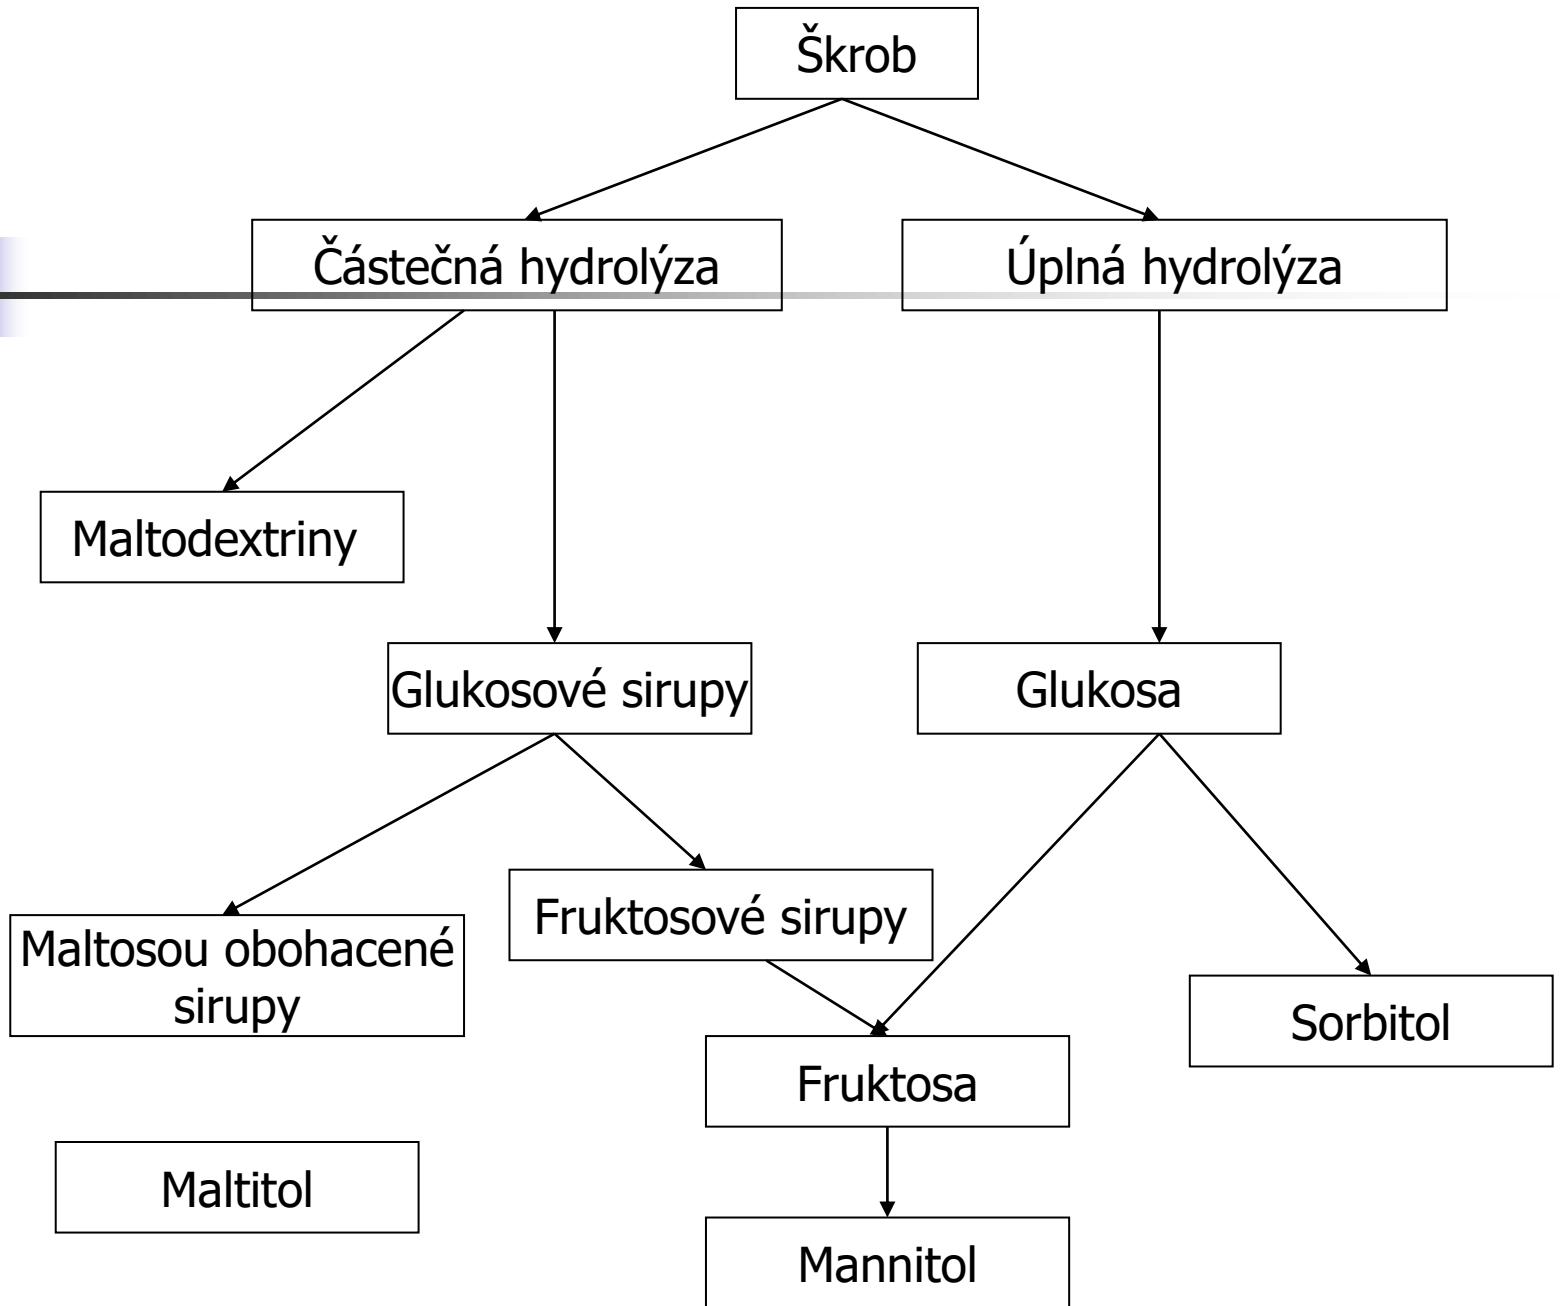 Škrob
Částečná hydrolýza
Úplná hydrolýza
Maltodextriny
Glukosové sirupy
Glukosa
Fruktosové sirupy
Maltosou obohacené
sirupy
Sorbitol
Fruktosa
Maltitol
Mannitol